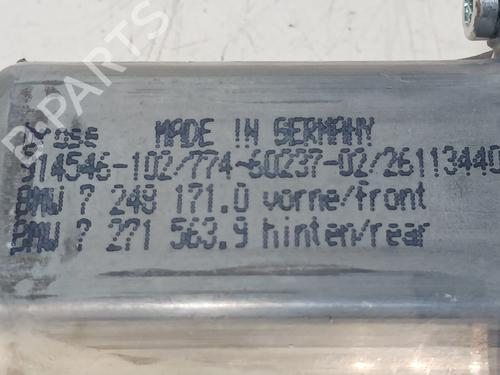 MADE IN GERMANY
914546-102/774-60237-02/26113440
BMW 7 249 171.0 vorne/front
BMW 7 271 563.9 hinten/rear
B-PARTS